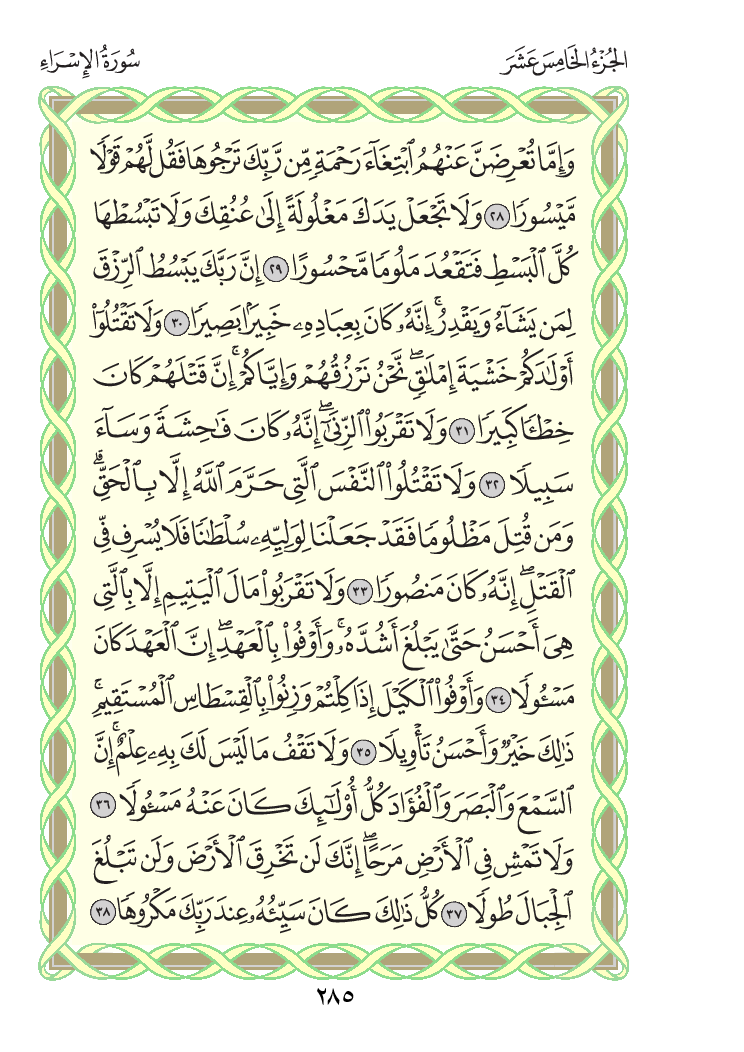 الجُزْءُ الخَامِسَ عَشَرَ
سُورَةُ الإِسْرَاءِ
وَإِمَّا تُعْرِضَنَّ عَنْهُمُ ٱبْتِغَآءَ رَحْمَةٍ مِّن رَّبِّكَ تَرْجُوهَا فَقُل لَّهُمْ قَوْلًا
مَّيْسُورًا ٢٨ وَلَا تَجْعَلْ يَدَكَ مَغْلُولَةً إِلَىٰ عُنُقِكَ وَلَا تَبْسُطْهَا
كُلَّ ٱلْبَسْطِ فَتَقْعُدَ مَلُومًا مَّحْسُورًا ٢٩ إِنَّ رَبَّكَ يَبْسُطُ ٱلرِّزْقَ
لِمَن يَشَآءُ وَيَقْدِرُ ۚ إِنَّهُۥ كَانَ بِعِبَادِهِۦ خَبِيرًۢا بَصِيرًا ٣٠ وَلَا تَقْتُلُوٓا۟
أَوْلَـٰدَكُمْ خَشْيَةَ إِمْلَـٰقٍ ۖ نَّحْنُ نَرْزُقُهُمْ وَإِيَّاكُمْ ۚ إِنَّ قَتْلَهُمْ كَانَ
خِطْـًٔا كَبِيرًا ٣١ وَلَا تَقْرَبُوا۟ ٱلزِّنَىٰٓ ۖ إِنَّهُۥ كَانَ فَـٰحِشَةً وَسَآءَ
سَبِيلًا ٣٢ وَلَا تَقْتُلُوا۟ ٱلنَّفْسَ ٱلَّتِى حَرَّمَ ٱللَّهُ إِلَّا بِٱلْحَقِّ ۗ
وَمَن قُتِلَ مَظْلُومًا فَقَدْ جَعَلْنَا لِوَلِيِّهِۦ سُلْطَـٰنًا فَلَا يُسْرِف فِّى
ٱلْقَتْلِ ۖ إِنَّهُۥ كَانَ مَنصُورًا ٣٣ وَلَا تَقْرَبُوا۟ مَالَ ٱلْيَتِيمِ إِلَّا بِٱلَّتِى
هِىَ أَحْسَنُ حَتَّىٰ يَبْلُغَ أَشُدَّهُۥ ۚ وَأَوْفُوا۟ بِٱلْعَهْدِ ۖ إِنَّ ٱلْعَهْدَ كَانَ
مَسْـُٔولًا ٣٤ وَأَوْفُوا۟ ٱلْكَيْلَ إِذَا كِلْتُمْ وَزِنُوا۟ بِٱلْقِسْطَاسِ ٱلْمُسْتَقِيمِ ۚ
ذَٰلِكَ خَيْرٌ وَأَحْسَنُ تَأْوِيلًا ٣٥ وَلَا تَقْفُ مَا لَيْسَ لَكَ بِهِۦ عِلْمٌ ۚ إِنَّ
ٱلسَّمْعَ وَٱلْبَصَرَ وَٱلْفُؤَادَ كُلُّ أُو۟لَـٰٓئِكَ كَانَ عَنْهُ مَسْـُٔولًا ٣٦
وَلَا تَمْشِ فِى ٱلْأَرْضِ مَرَحًا ۖ إِنَّكَ لَن تَخْرِقَ ٱلْأَرْضَ وَلَن تَبْلُغَ
ٱلْجِبَالَ طُولًا ٣٧ كُلُّ ذَٰلِكَ كَانَ سَيِّئُهُۥ عِندَ رَبِّكَ مَكْرُوهًا ٣٨
٢٨٥